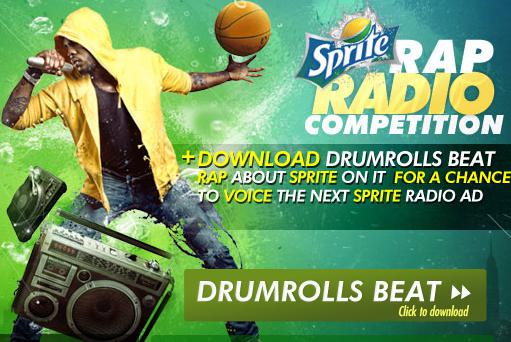 Sprite
RAP
RADIO
COMPETITION
+DOWNLOAD DRUMROLLS BEAT
RAP ABOUT SPRITE ON IT FOR A CHANCE
TO VOICE THE NEXT SPRITE RADIO AD
DRUMROLLS BEAT
Click to download